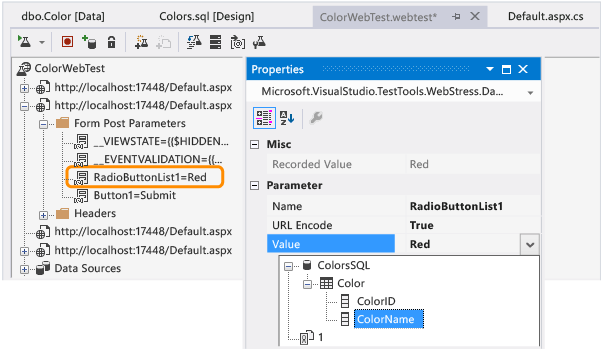 dbo.Color [Data]
Colors.sql [Design]
ColorWebTest.webtest*
Default.aspx.cs
ColorWebTest
http://localhost:17448/Default.aspx
http://localhost:17448/Default.aspx
Form Post Parameters
__VIEWSTATE={{$HIDDEN...
__EVENTVALIDATION={{...
RadioButtonList1=Red
Button1=Submit
Headers
http://localhost:17448/Default.aspx
http://localhost:17448/Default.aspx
Data Sources
Properties
Microsoft.VisualStudio.TestTools.WebStress.Da...
Misc
Recorded Value Red
Parameter
Name RadioButtonList1
URL Encode True
Value Red
ColorsSQL
Color
ColorID
ColorName
1